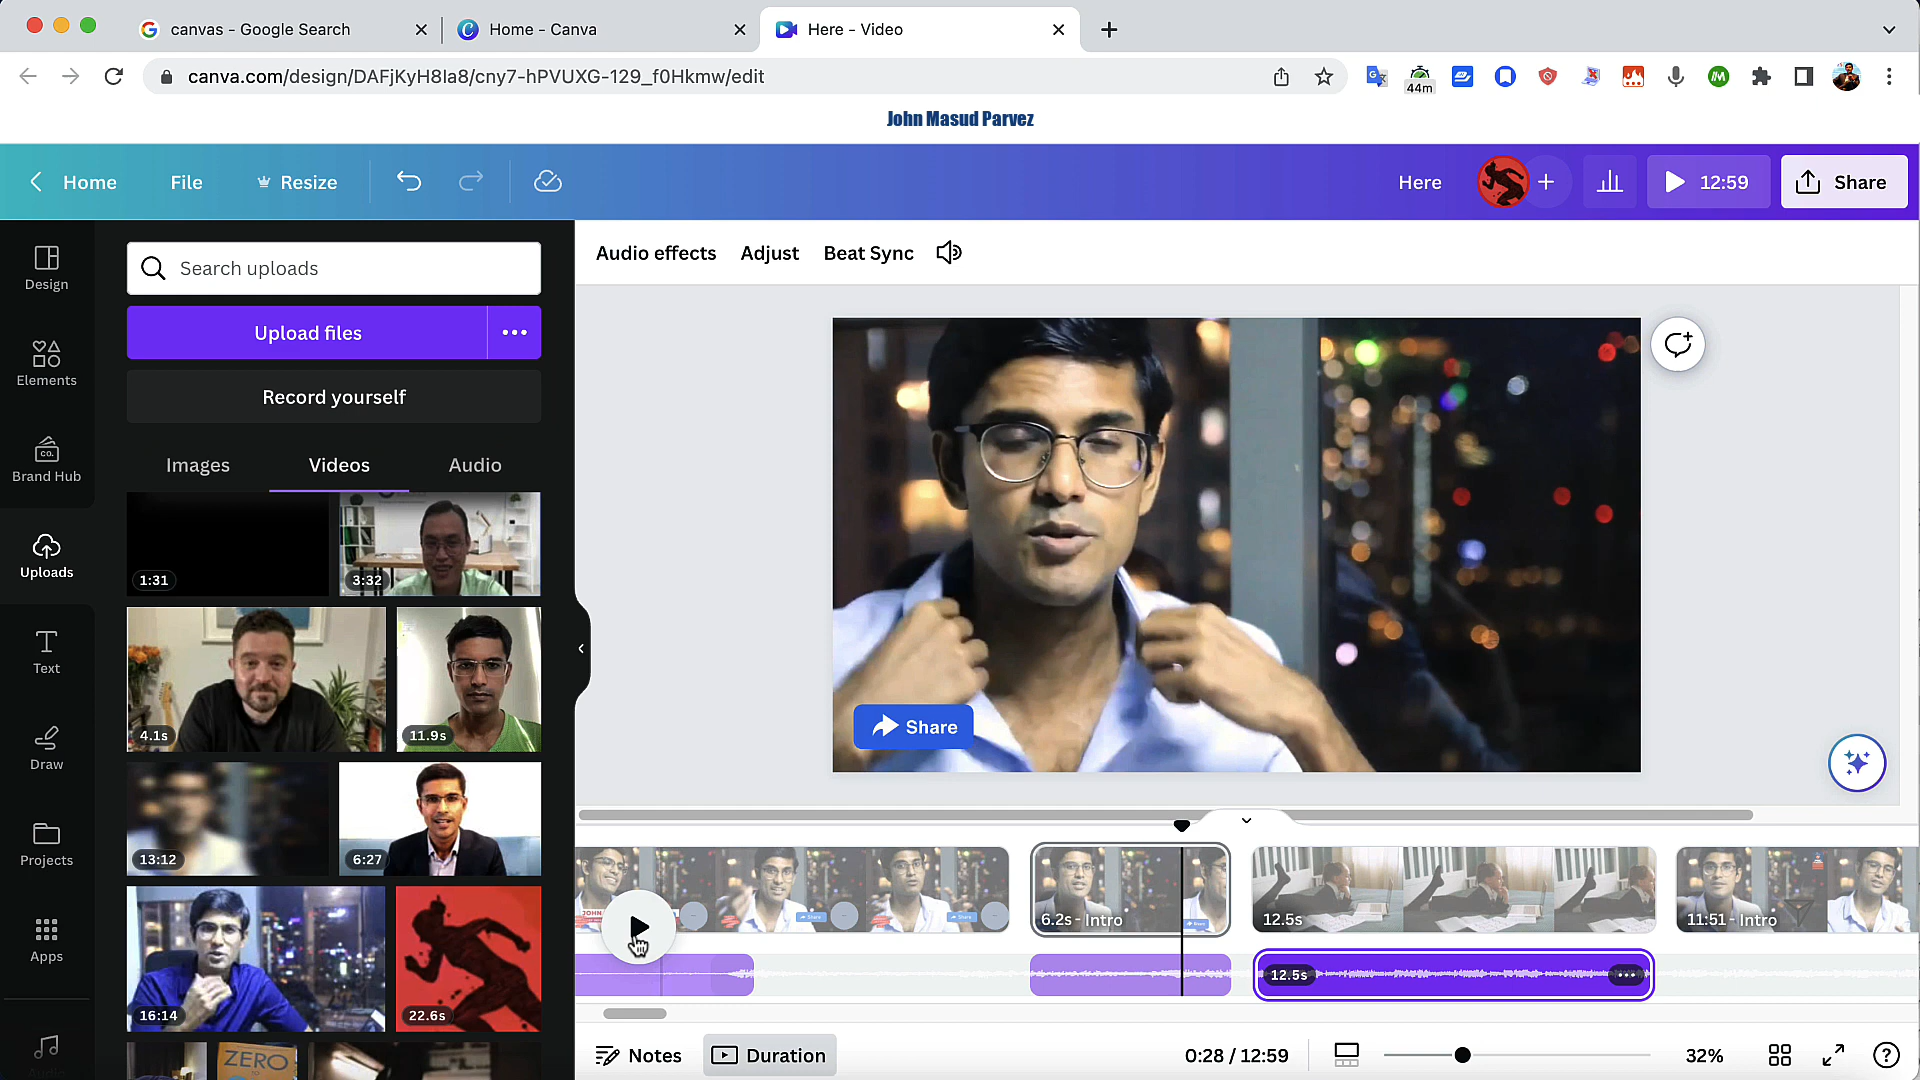 canvas - Google Search
Home - Canva
Here - Video
canva.com/design/DAFjKyH8Ia8/cny7-hPVUXG-129_f0Hkmw/edit
44m
John Masud Parvez
Home
File
Resize
Here
12:59
Share
Design
Elements
CO.
Brand Hub
Uploads
Text
Draw
Projects
Apps
Audio
Search uploads
Upload files
Record yourself
Images
Videos
Audio
1:31
3:32
4.1s
11.9s
13:12
6:27
16:14
22.6s
ZERO
Audio effects
Adjust
Beat Sync
Share
JOHN
6.2s - Intro
12.5s
11:51 - Intro
12.5s
Notes
Duration
0:28 / 12:59
32%